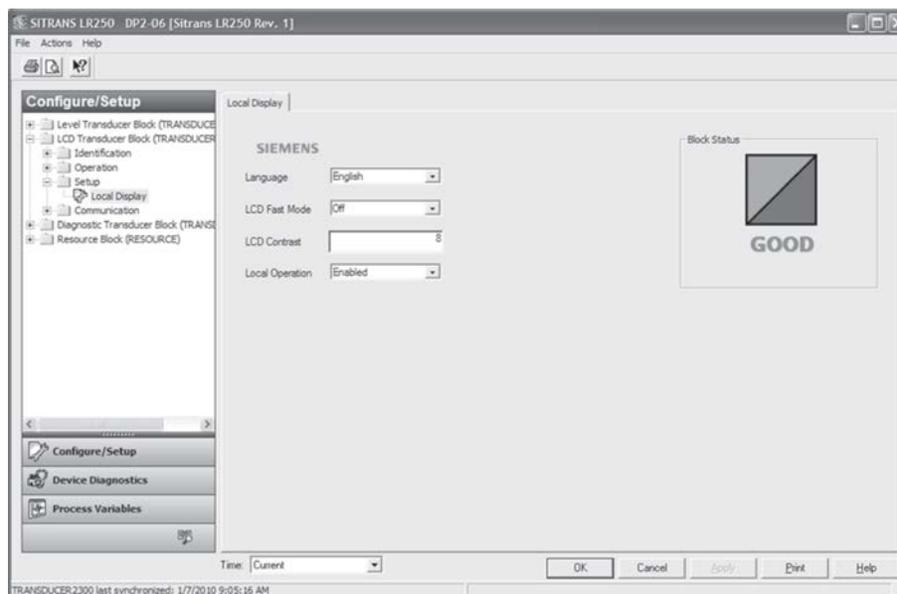 SITRANS LR250 DP2-06 [Sitrans LR250 Rev. 1]
File Actions Help
Configure/Setup
Level Transducer Block (TRANSDUCE
LCD Transducer Block (TRANSDUCER
Identification
Operation
Setup
Local Display
Communication
Diagnostic Transducer Block (TRANSD
Resource Block (RESOURCE)
Configure/Setup
Device Diagnostics
Process Variables
Local Display
SIEMENS
Language English
LCD Fast Mode Off
LCD Contrast 8
Local Operation Enabled
Block Status
GOOD
Time: Current
OK Cancel Apply Print Help
TRANSDUCER2300 last synchronized: 1/7/2010 9:05:16 AM